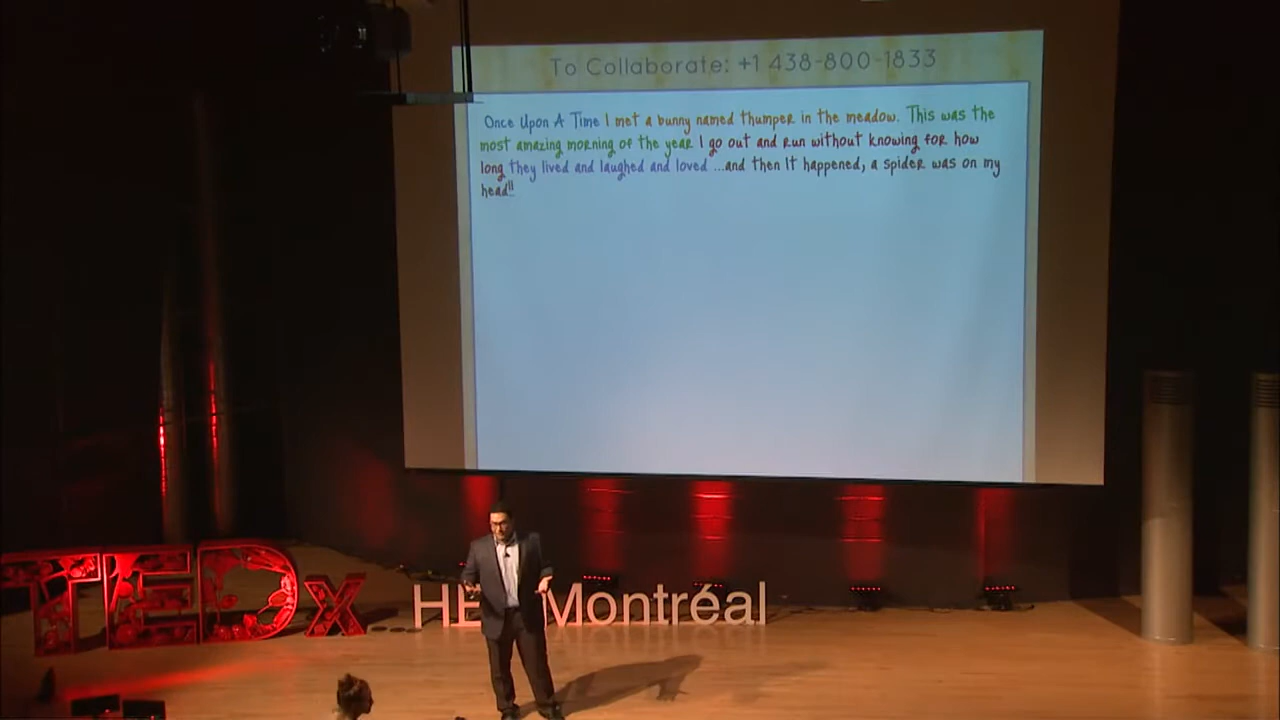 To Collaborate: +1 438-800-1833
Once Upon A Time I met a bunny named thumper in the meadow. This was the
most amazing morning of the year I go out and run without knowing for how
long they lived and laughed and loved ...and then It happened, a spider was on my
head!!
TEDx
HE Montréal